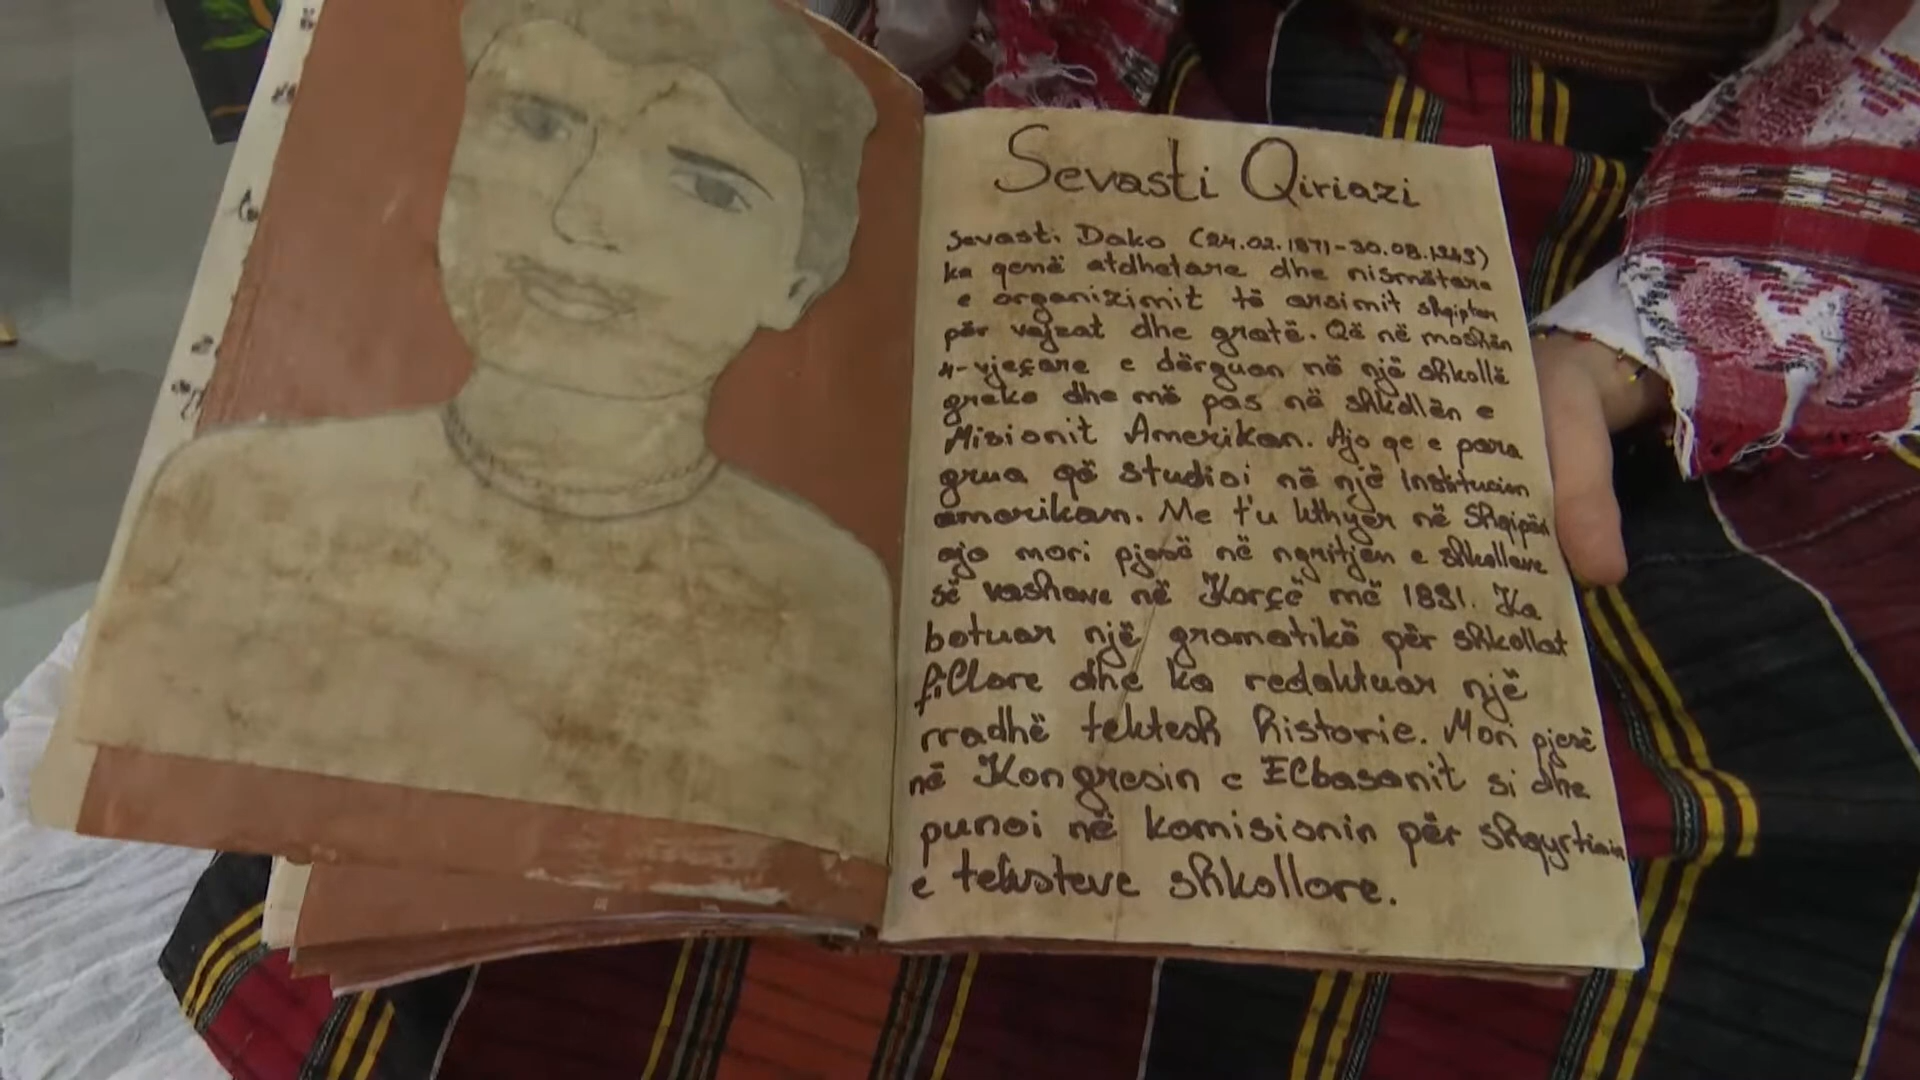 Sevasti Qiriazi
Sevasti Dako (24.02.1871-30.08.1949)
ka qenë atdhetare dhe nismëtare
e organizimit të arsimit shqiptar
për vajzat dhe gratë. Që në moshën
4-vjeçare e dërguan në një shkollë
greke dhe më pas në shkollën e
Misionit Amerikan. Ajo qe e para
grua që studioi në një Institucion
amerikan. Me t'u kthyer në Shqipëri
ajo mori pjesë në ngritjen e shkollave
së vashave në Korçë më 1891. Ka
botuar një gramatikë për shkollat
fillore dhe ka redaktuar një
rradhë tektesh historie. Mori pjesë
në Kongresin e Elbasanit si dhe
punoi në komisionin për shqyrtimin
e teksteve shkollore.